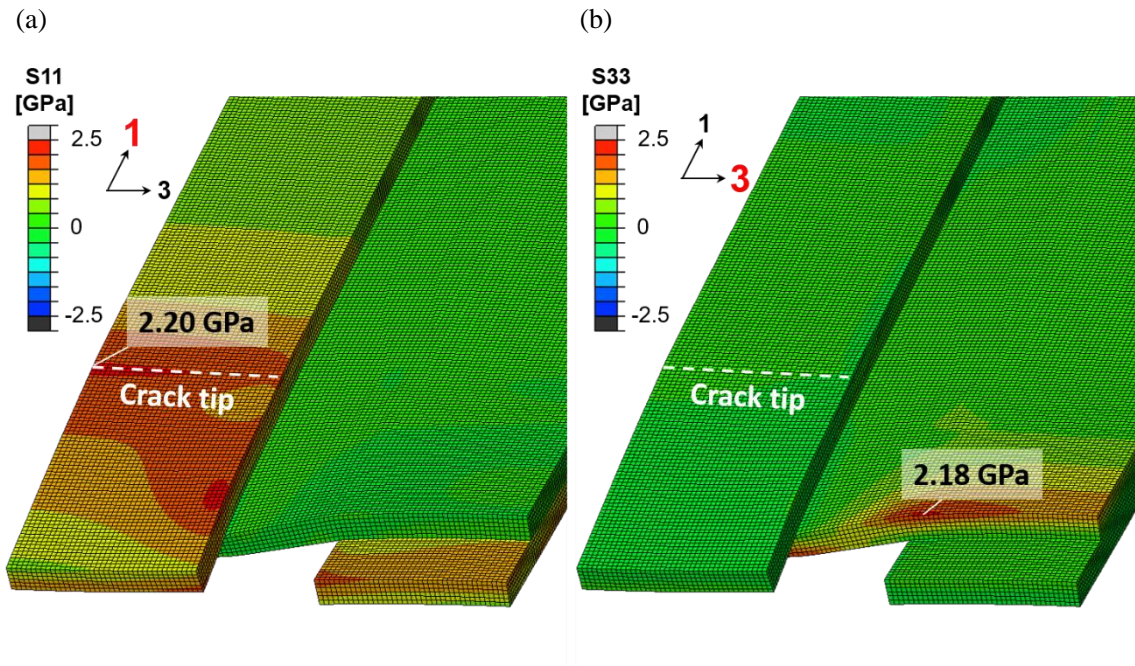 (a)
S11
[GPa]
2.5
0
-2.5
1
3
2.20 GPa
Crack tip
(b)
S33
[GPa]
2.5
0
-2.5
1
3
Crack tip
2.18 GPa